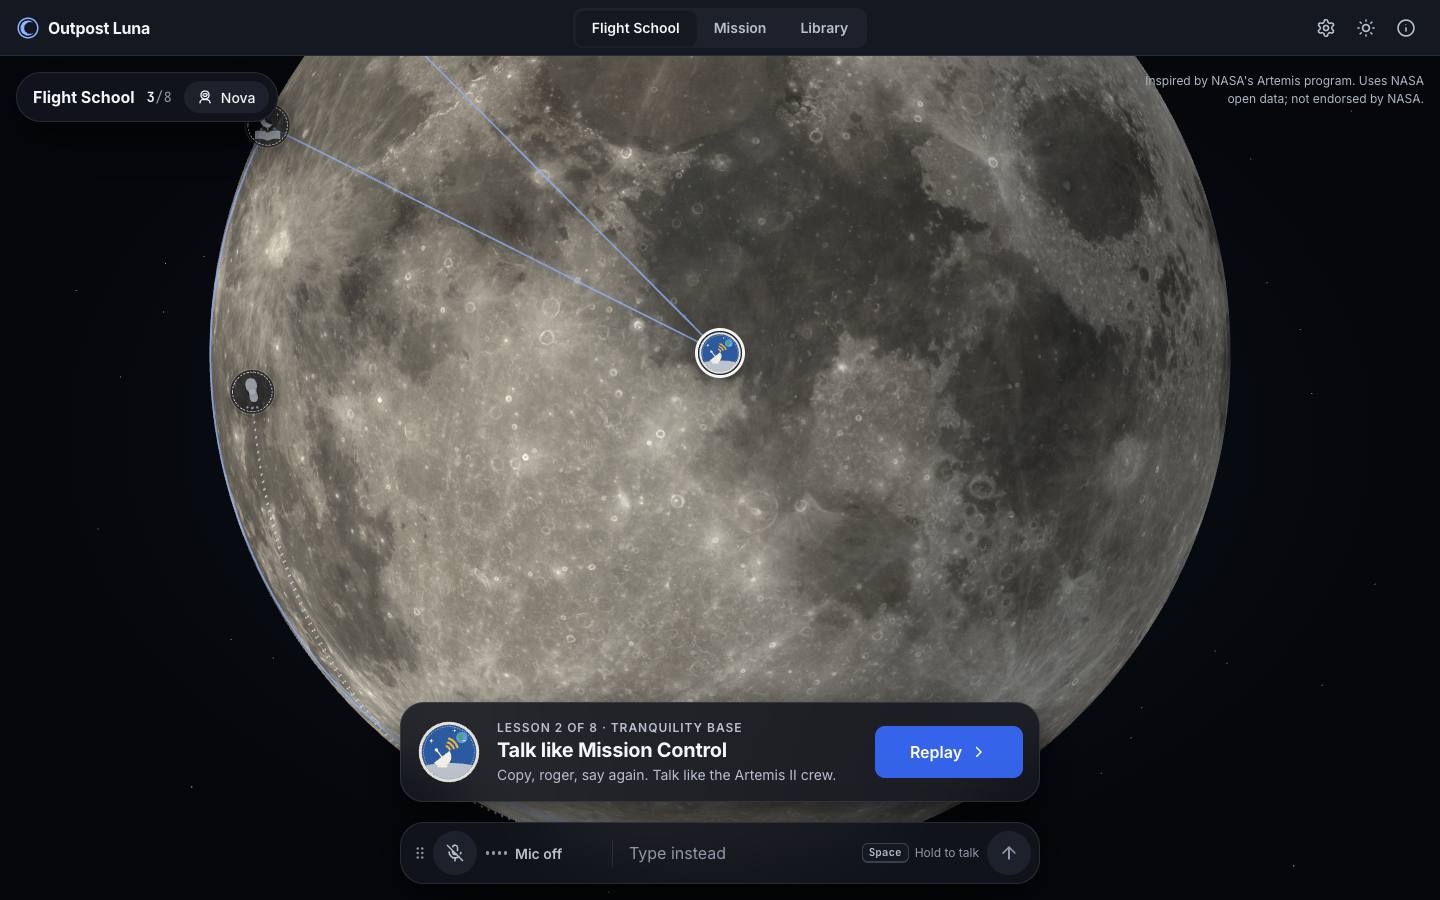 Outpost Luna
Flight School
Mission
Library
Flight School 3/8 Nova
Inspired by NASA's Artemis program. Uses NASA
open data; not endorsed by NASA.
LESSON 2 OF 8 · TRANQUILITY BASE
Talk like Mission Control
Copy, roger, say again. Talk like the Artemis II crew.
Replay
Mic off
Type instead
Space Hold to talk